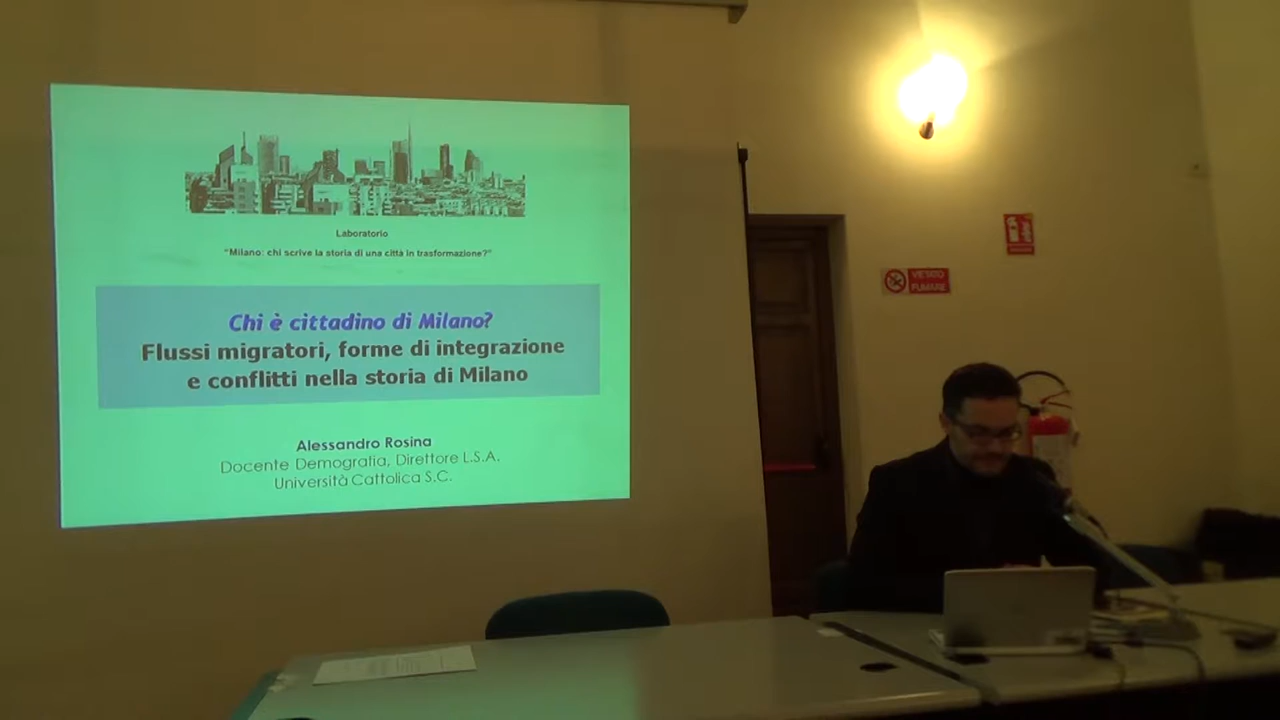 Laboratorio
"Milano: chi scrive la storia di una città in trasformazione?"
Chi è cittadino di Milano?
Flussi migratori, forme di integrazione
e conflitti nella storia di Milano
Alessandro Rosina
Docente Demografia, Direttore L.S.A.
Università Cattolica S.C.
VIETATO
FUMARE